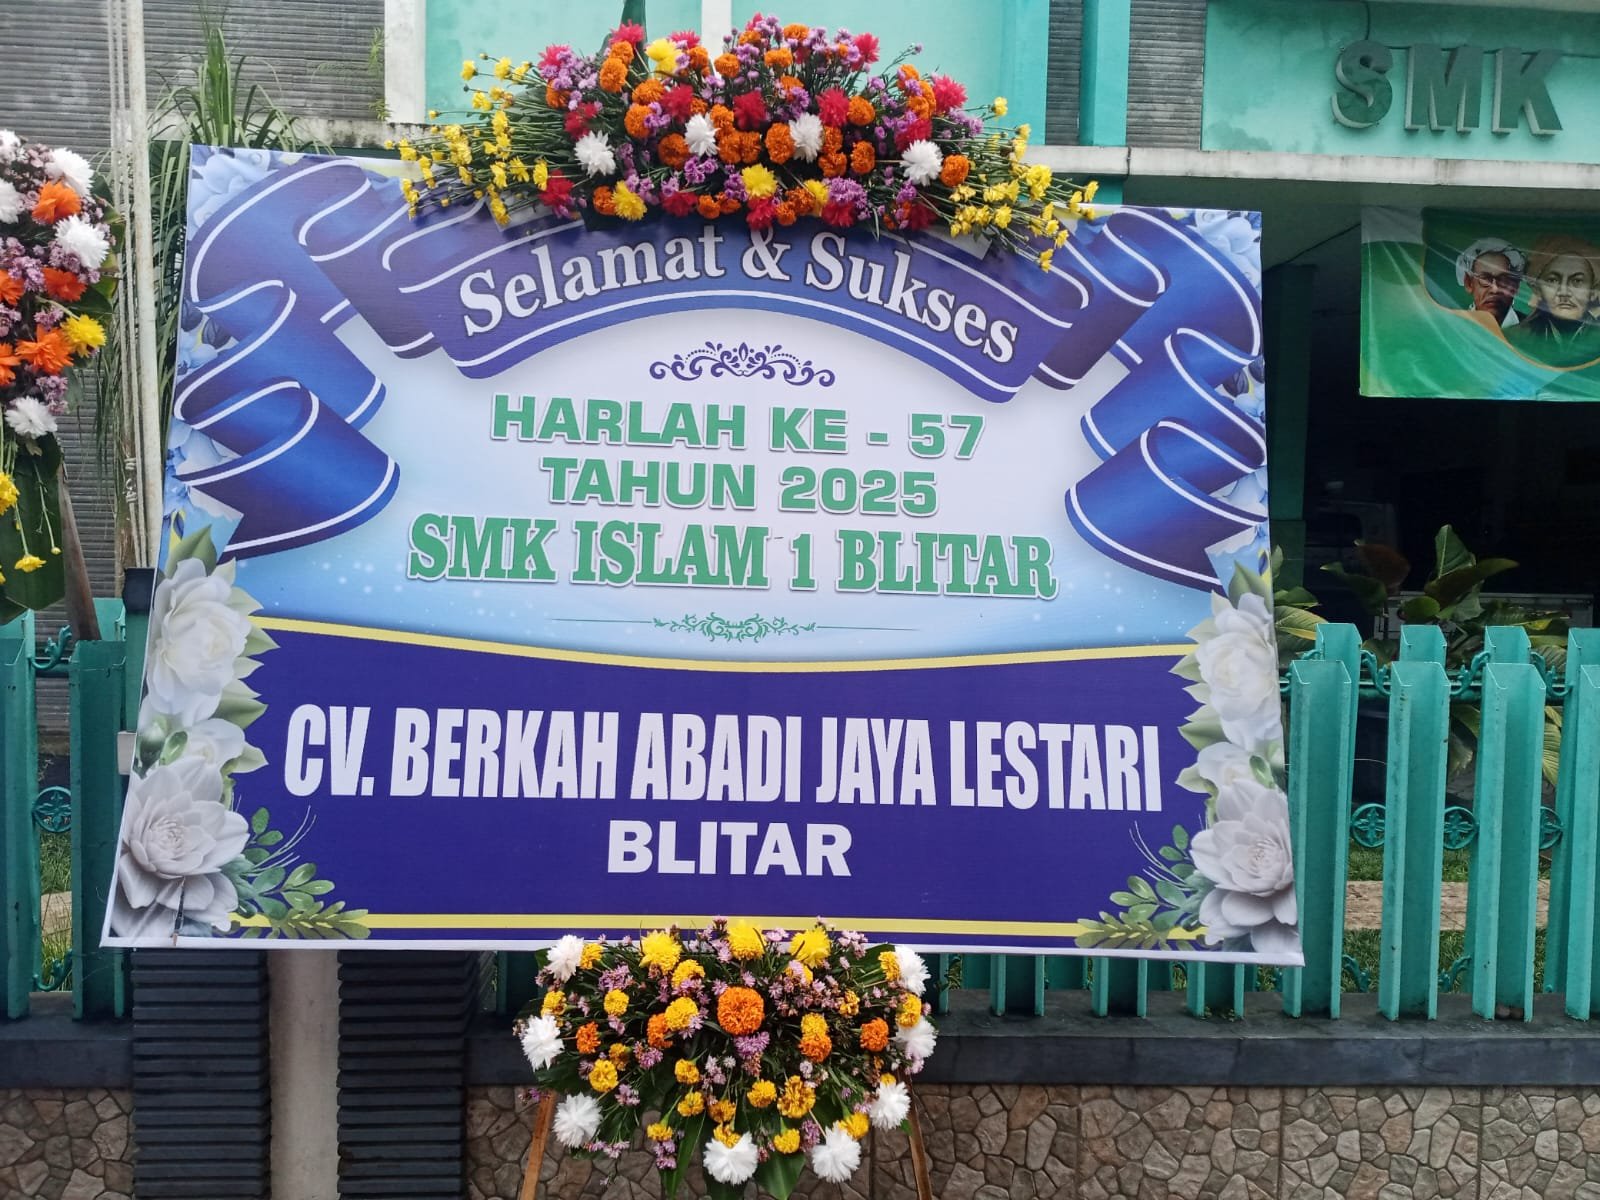 SMK
Selamat & Sukses
HARLAH KE - 57
TAHUN 2025
SMK ISLAM 1 BLITAR
CV. BERKAH ABADI JAYA LESTARI
BLITAR